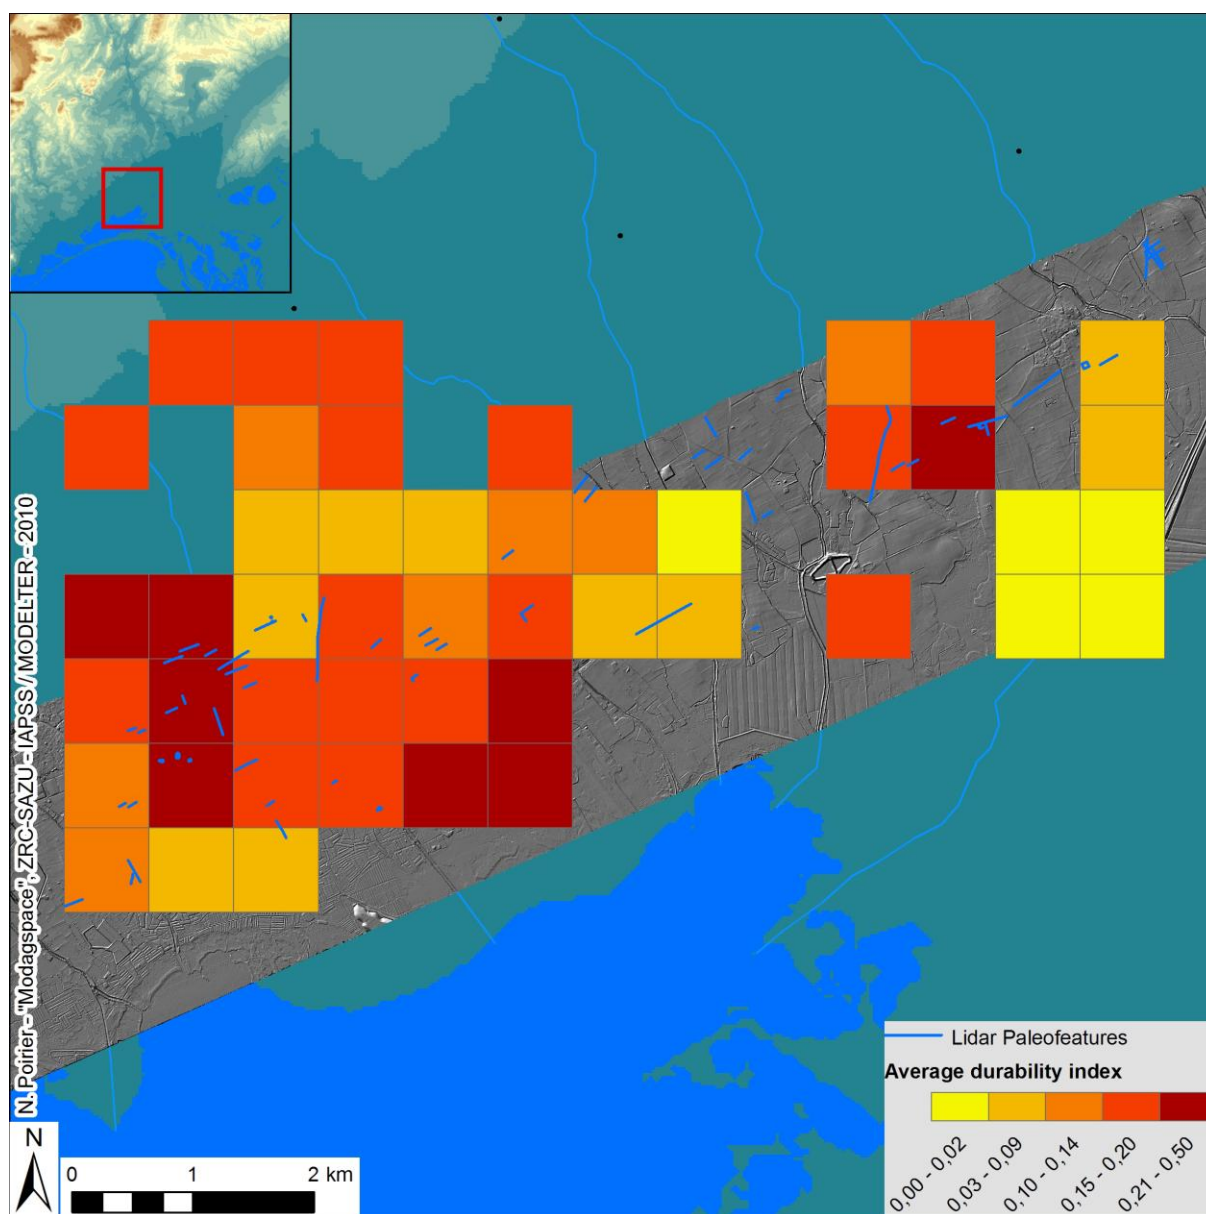 N. Poirier - "Modagspace", ZRC-SAZU - IAPSS / MODELTER - 2010
Lidar Paleofeatures
Average durability index
0,00 - 0,02
0,03 - 0,09
0,10 - 0,14
0,15 - 0,20
0,21 - 0,50
N
0 1 2 km